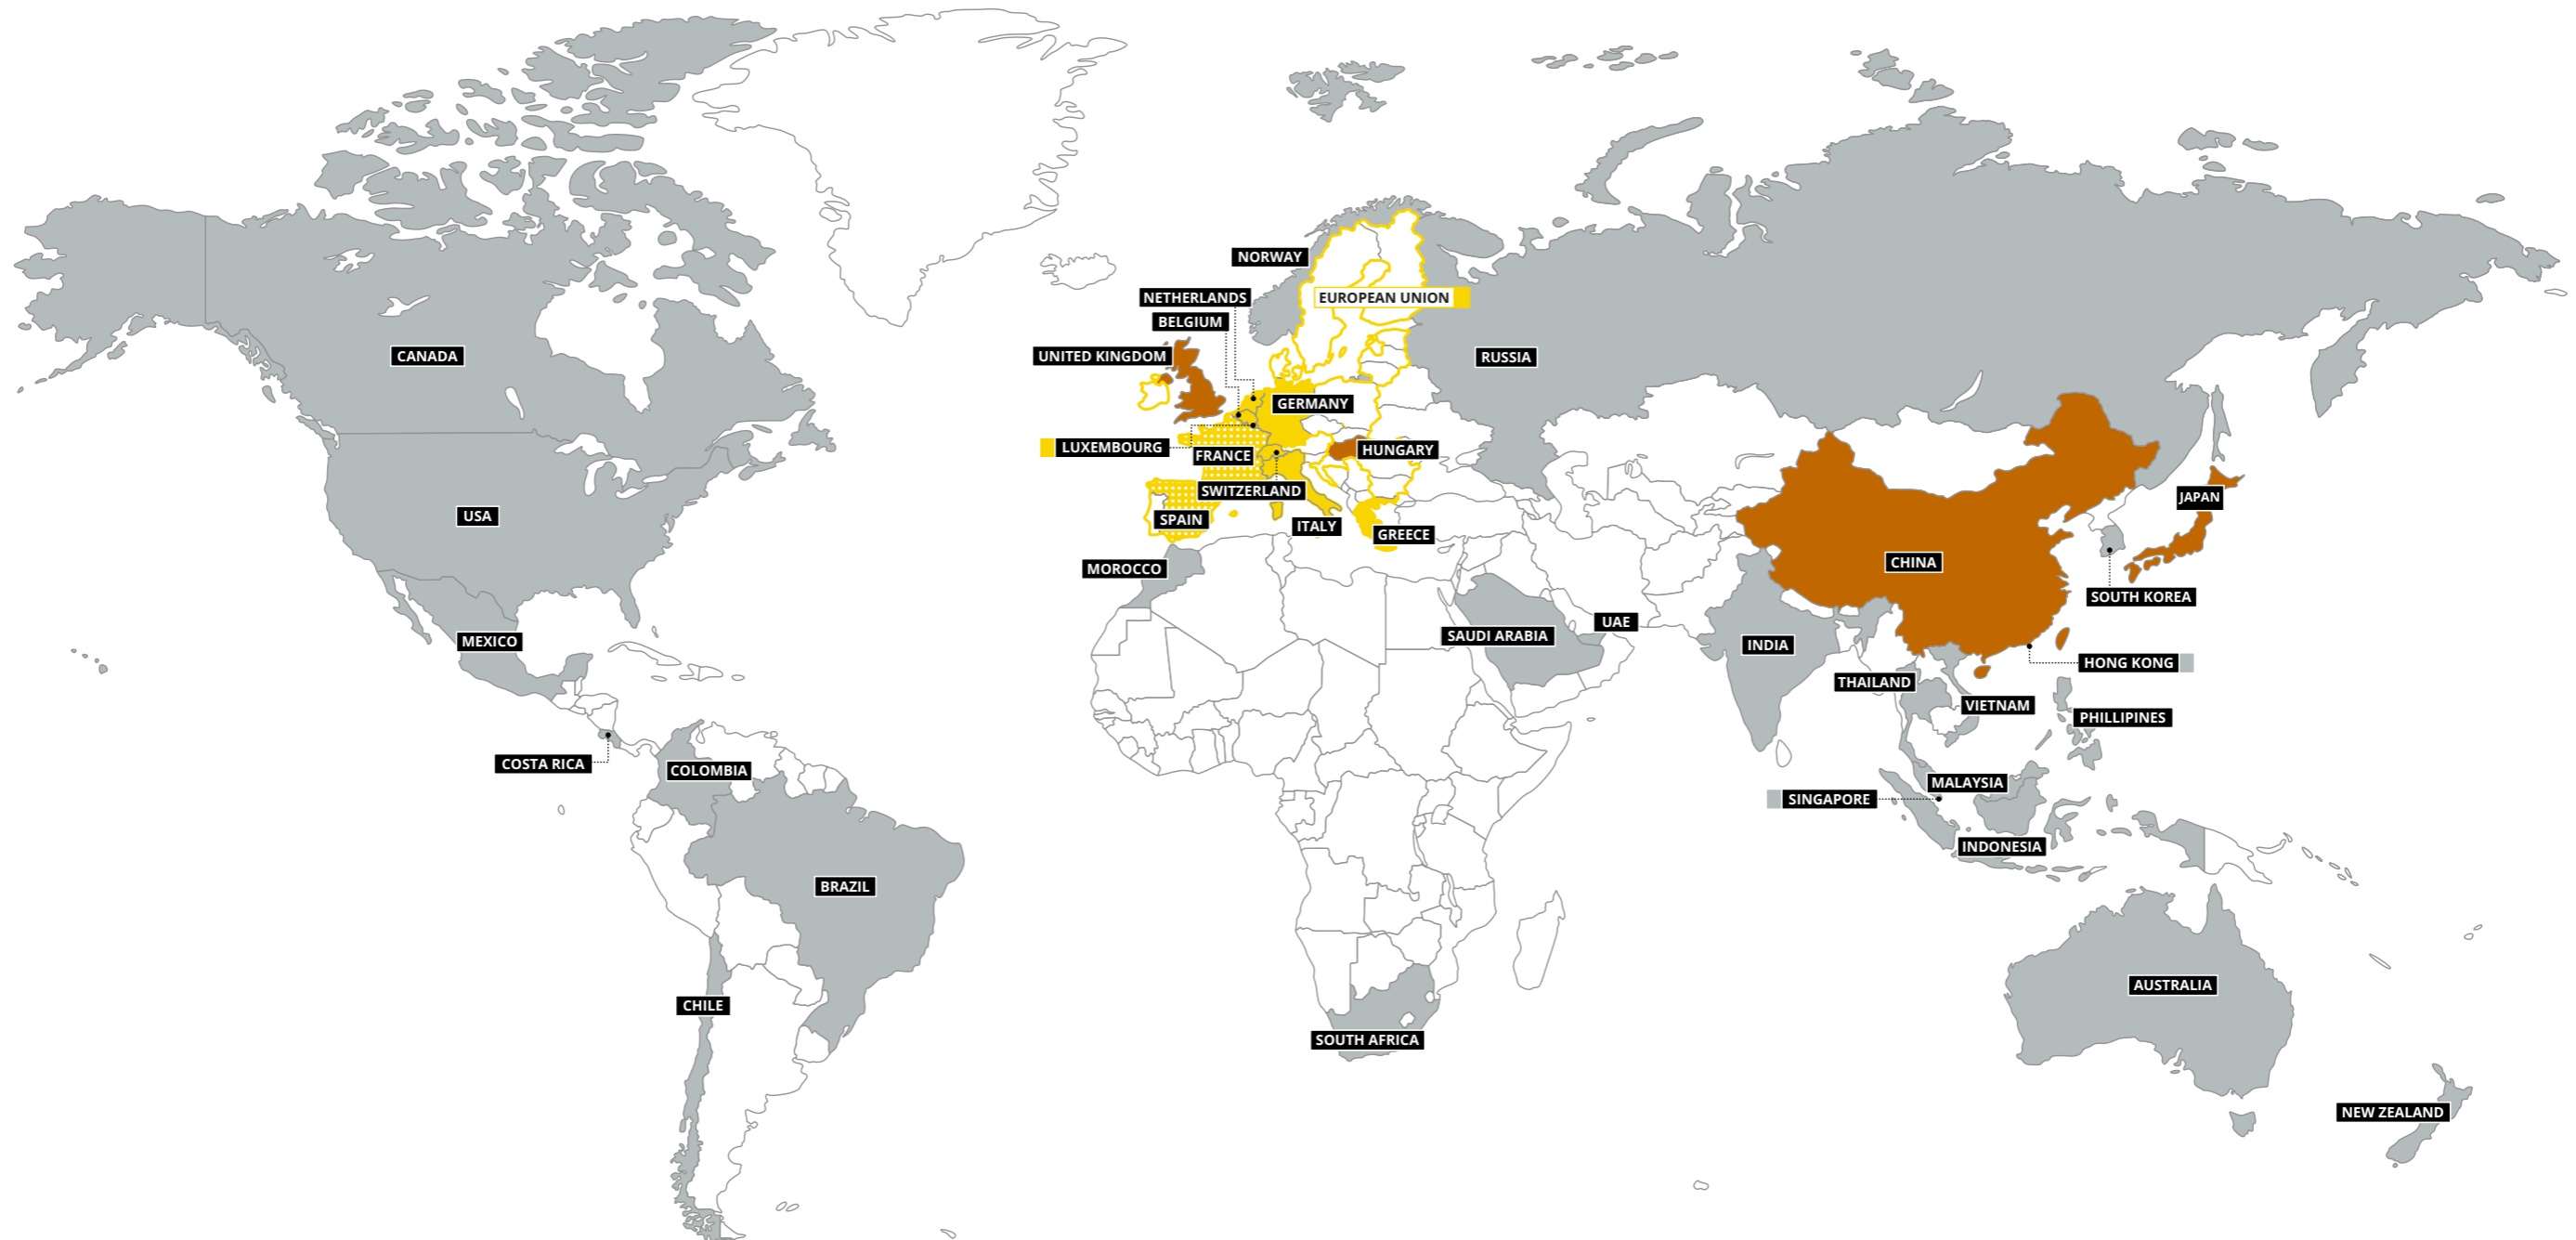 NORWAY
NETHERLANDS
EUROPEAN UNION
BELGIUM
UNITED KINGDOM
CANADA
RUSSIA
GERMANY
LUXEMBOURG
HUNGARY
FRANCE
SWITZERLAND
JAPAN
USA
SPAIN
ITALY
GREECE
CHINA
MOROCCO
SOUTH KOREA
UAE
SAUDI ARABIA
MEXICO
INDIA
HONG KONG
THAILAND
VIETNAM
PHILLIPINES
COSTA RICA
COLOMBIA
MALAYSIA
SINGAPORE
INDONESIA
BRAZIL
AUSTRALIA
CHILE
SOUTH AFRICA
NEW ZEALAND